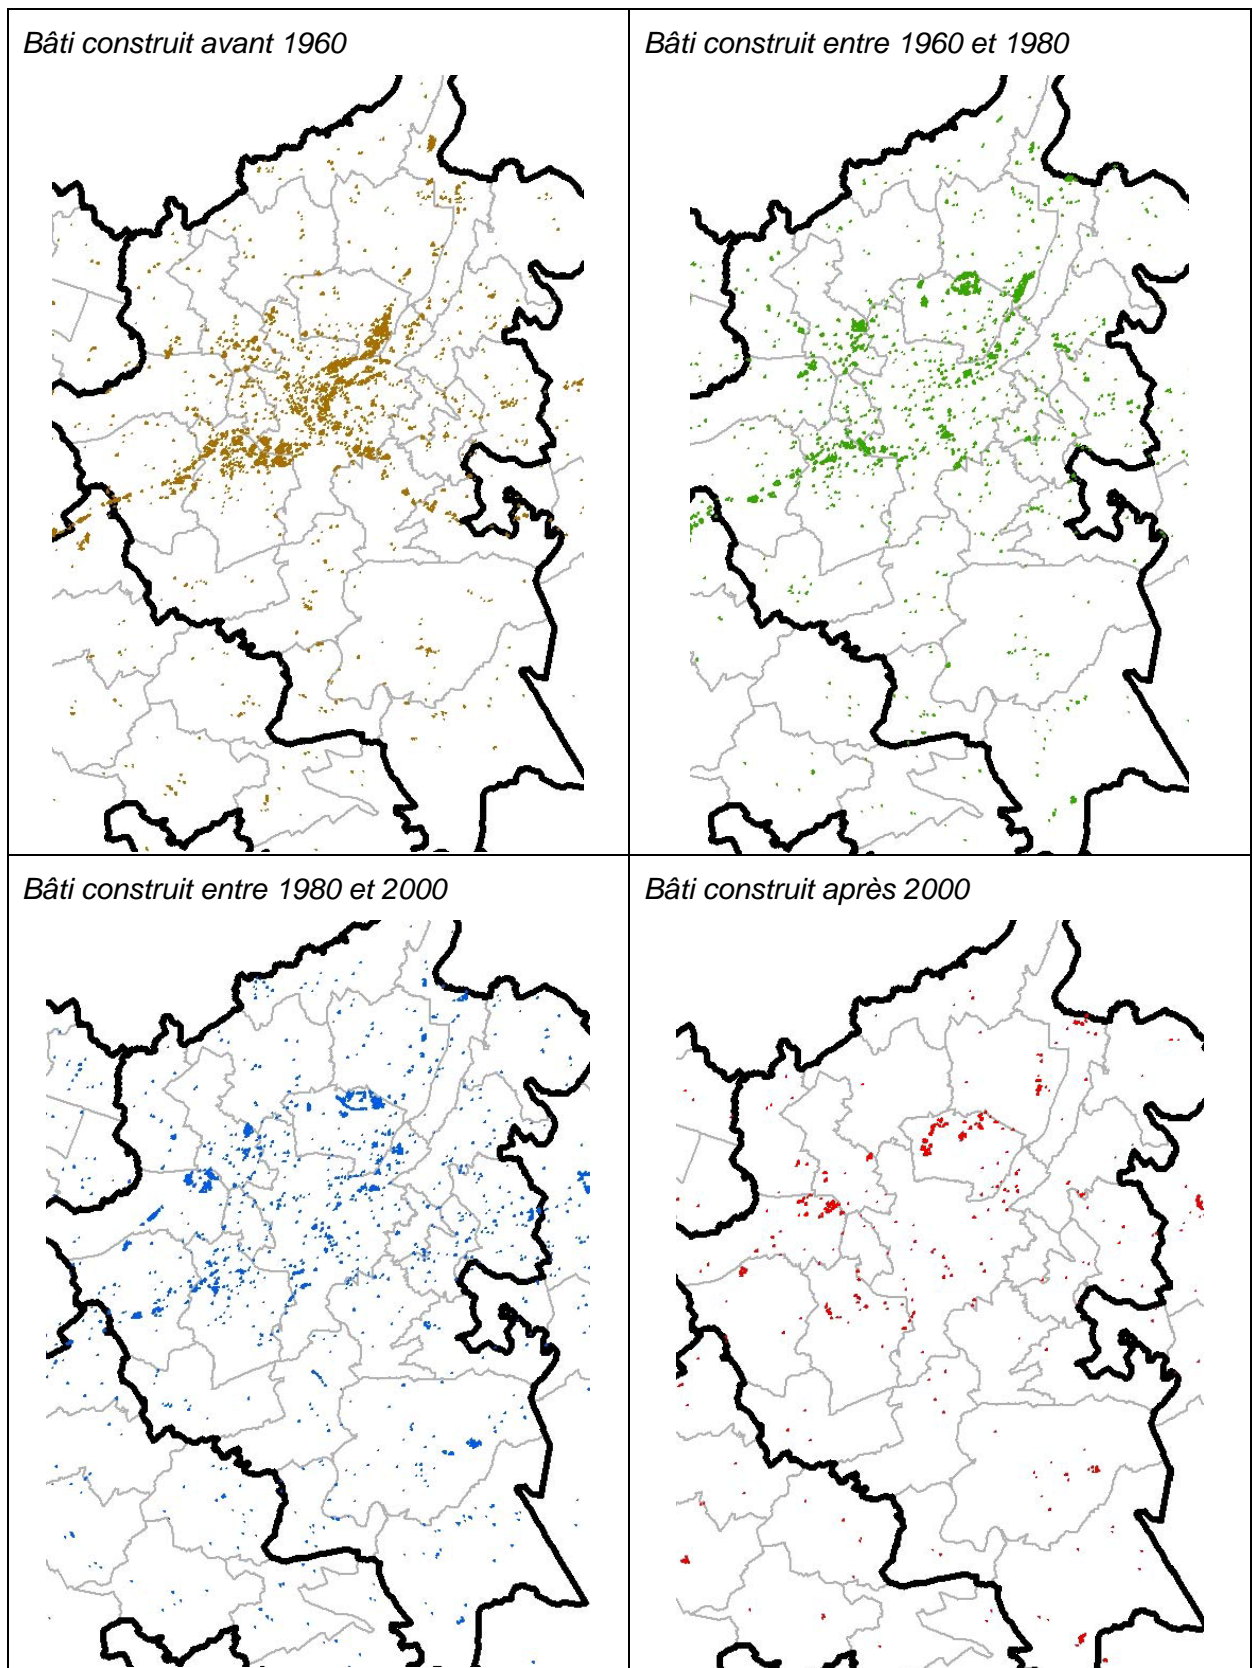 Bâti construit avant 1960
Bâti construit entre 1960 et 1980
Bâti construit entre 1980 et 2000
Bâti construit après 2000